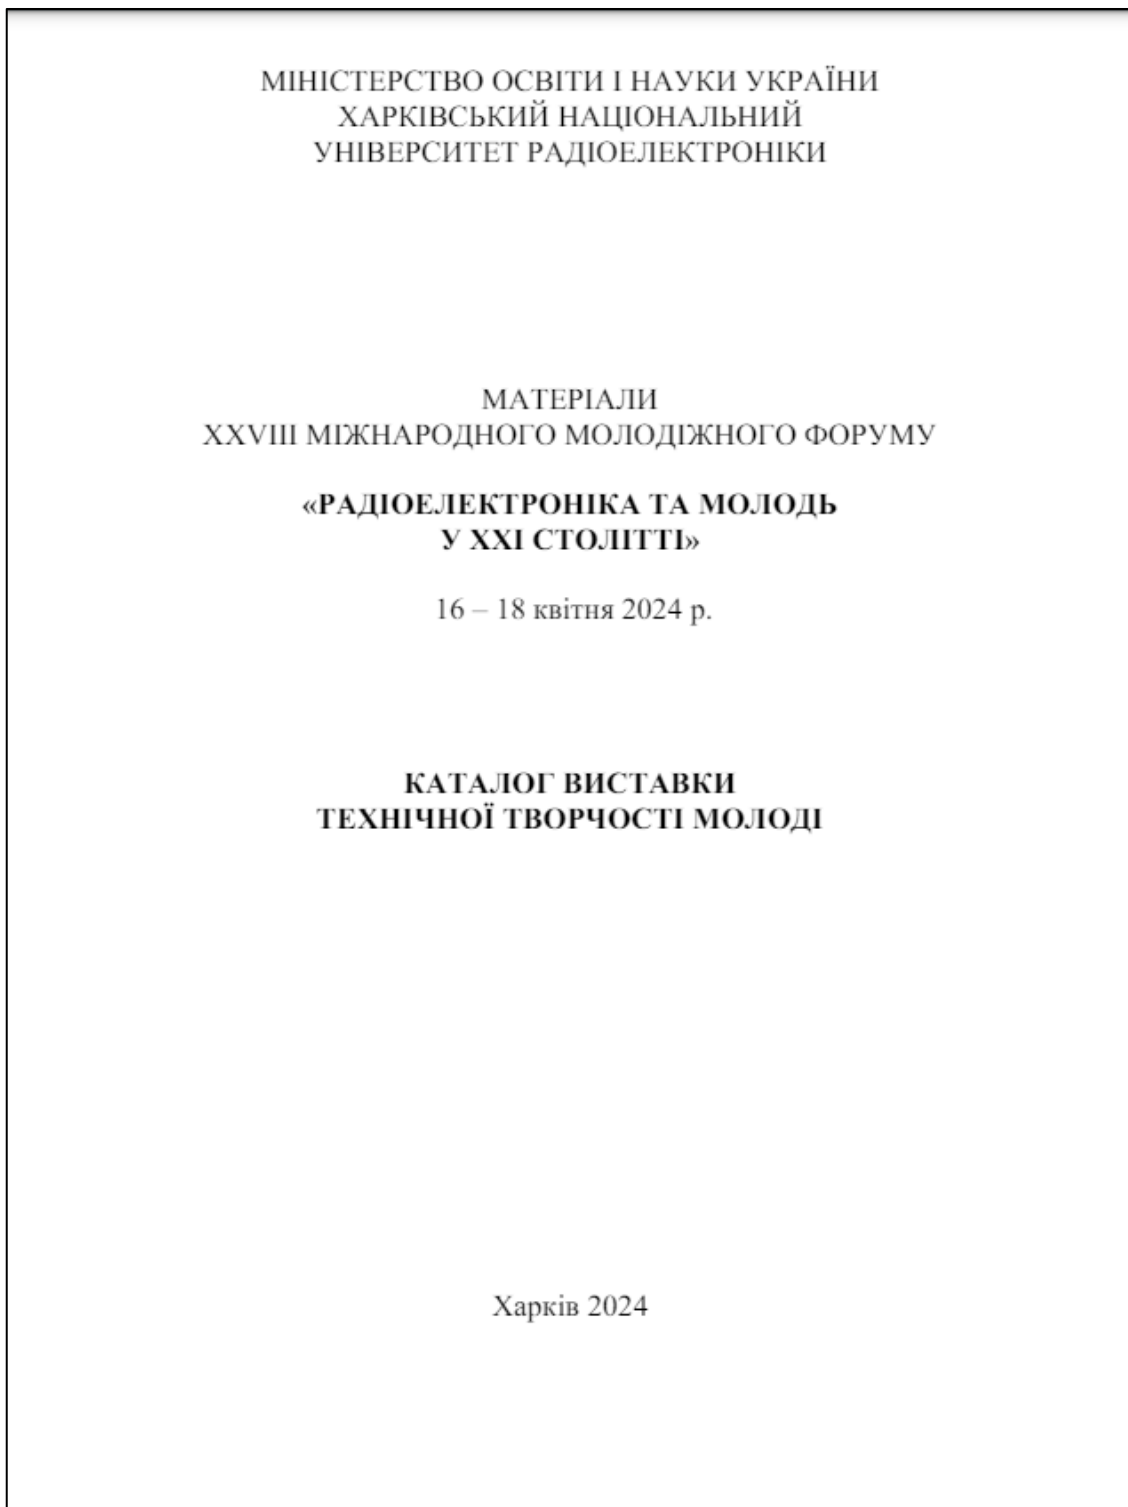 МІНІСТЕРСТВО ОСВІТИ І НАУКИ УКРАЇНИ
ХАРКІВСЬКИЙ НАЦІОНАЛЬНИЙ
УНІВЕРСИТЕТ РАДІОЕЛЕКТРОНІКИ
МАТЕРІАЛИ
XXVIII МІЖНАРОДНОГО МОЛОДІЖНОГО ФОРУМУ
«РАДІОЕЛЕКТРОНІКА ТА МОЛОДЬ
У XXI СТОЛІТТІ»
16 – 18 квітня 2024 р.
КАТАЛОГ ВИСТАВКИ
ТЕХНІЧНОЇ ТВОРЧОСТІ МОЛОДІ
Харків 2024